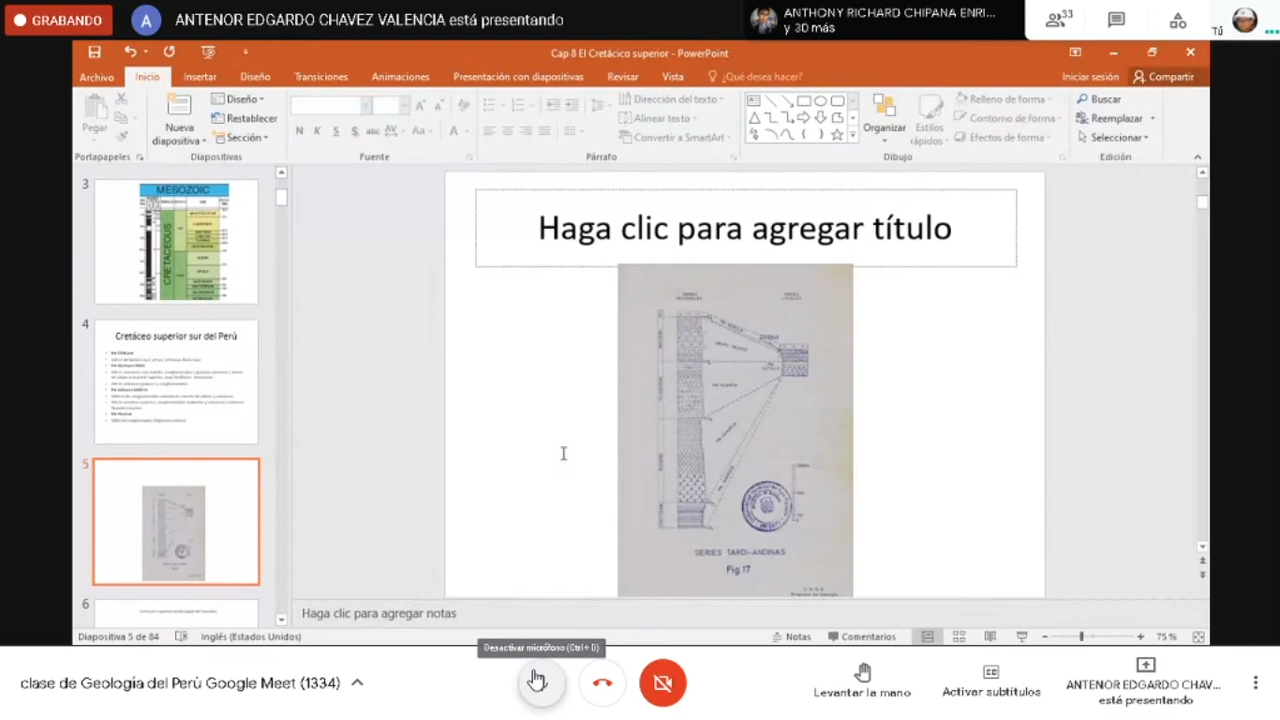 GRABANDO
A
ANTENOR EDGARDO CHAVEZ VALENCIA está presentando
ANTHONY RICHARD CHIPANA ENRI...
y 30 más
33
Tú
Cap 8 El Cretácico superior - PowerPoint
Archivo
Inicio
Insertar
Diseño
Transiciones
Animaciones
Presentación con diapositivas
Revisar
Vista
¿Qué desea hacer?
Iniciar sesión
Compartir
Pegar
Nueva
diapositiva
Diseño
Restablecer
Sección
N K S S abc AV Aa A
Dirección del texto
Alinear texto
Convertir a SmartArt
Organizar
Estilos
rápidos
Relleno de forma
Contorno de forma
Efectos de forma
Buscar
Reemplazar
Seleccionar
Portapapeles
Diapositivas
Fuente
Párrafo
Dibujo
Edición
3
MESOZOIC
CRETACEOUS
4
Cretáceo superior sur del Perú
5
6
Haga clic para agregar título
SERIES TARDI-ANDINAS
Fig.17
Haga clic para agregar notas
Diapositiva 5 de 84
Inglés (Estados Unidos)
Notas
Comentarios
75 %
Desactivar micrófono (Ctrl + D)
clase de Geología del Perú Google Meet (1334)
Levantar la mano
Activar subtítulos
ANTENOR EDGARDO CHAV...
está presentando